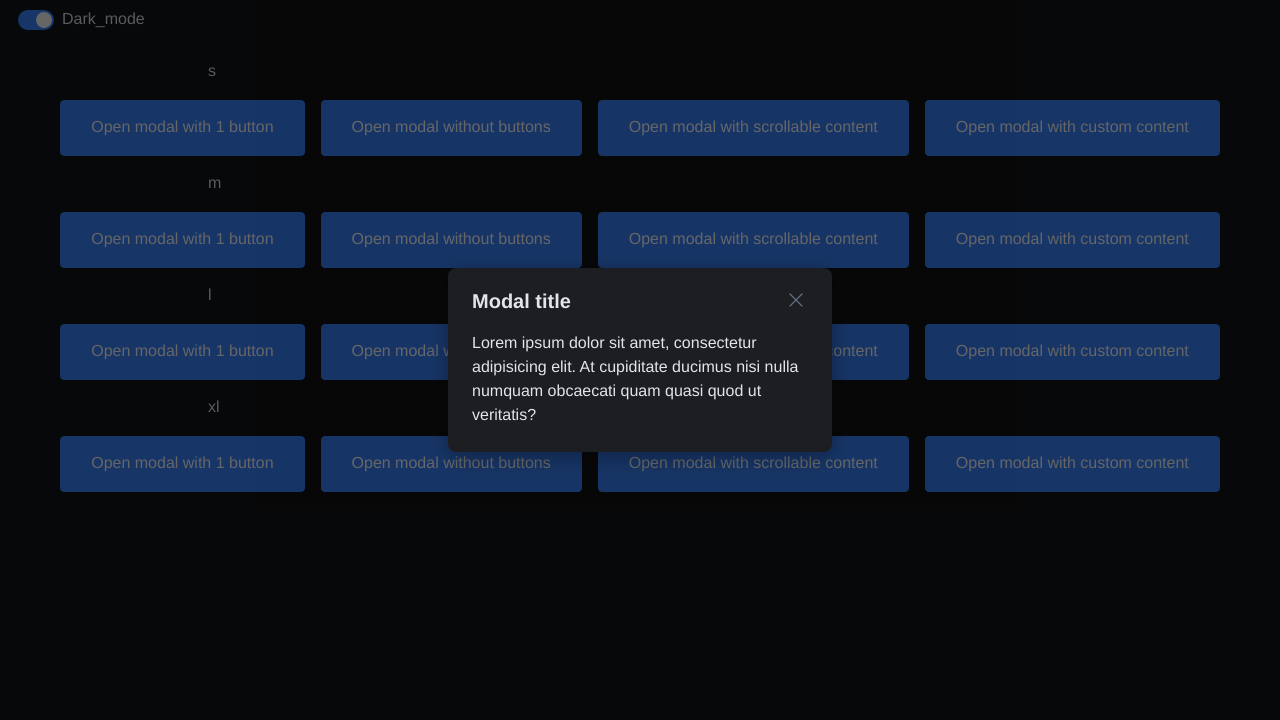 Dark_mode
s
Open modal with 1 button
Open modal without buttons
Open modal with scrollable content
Open modal with custom content
m
Open modal with 1 button
Open modal without buttons
Open modal with scrollable content
Open modal with custom content
l
Open modal with 1 button
Open modal
ontent
Open modal with custom content
xl
Open modal with 1 button
Open modal without buttons
Open modal with scrollable content
Open modal with custom content
Modal title
Lorem ipsum dolor sit amet, consectetur
adipisicing elit. At cupiditate ducimus nisi nulla
numquam obcaecati quam quasi quod ut
veritatis?